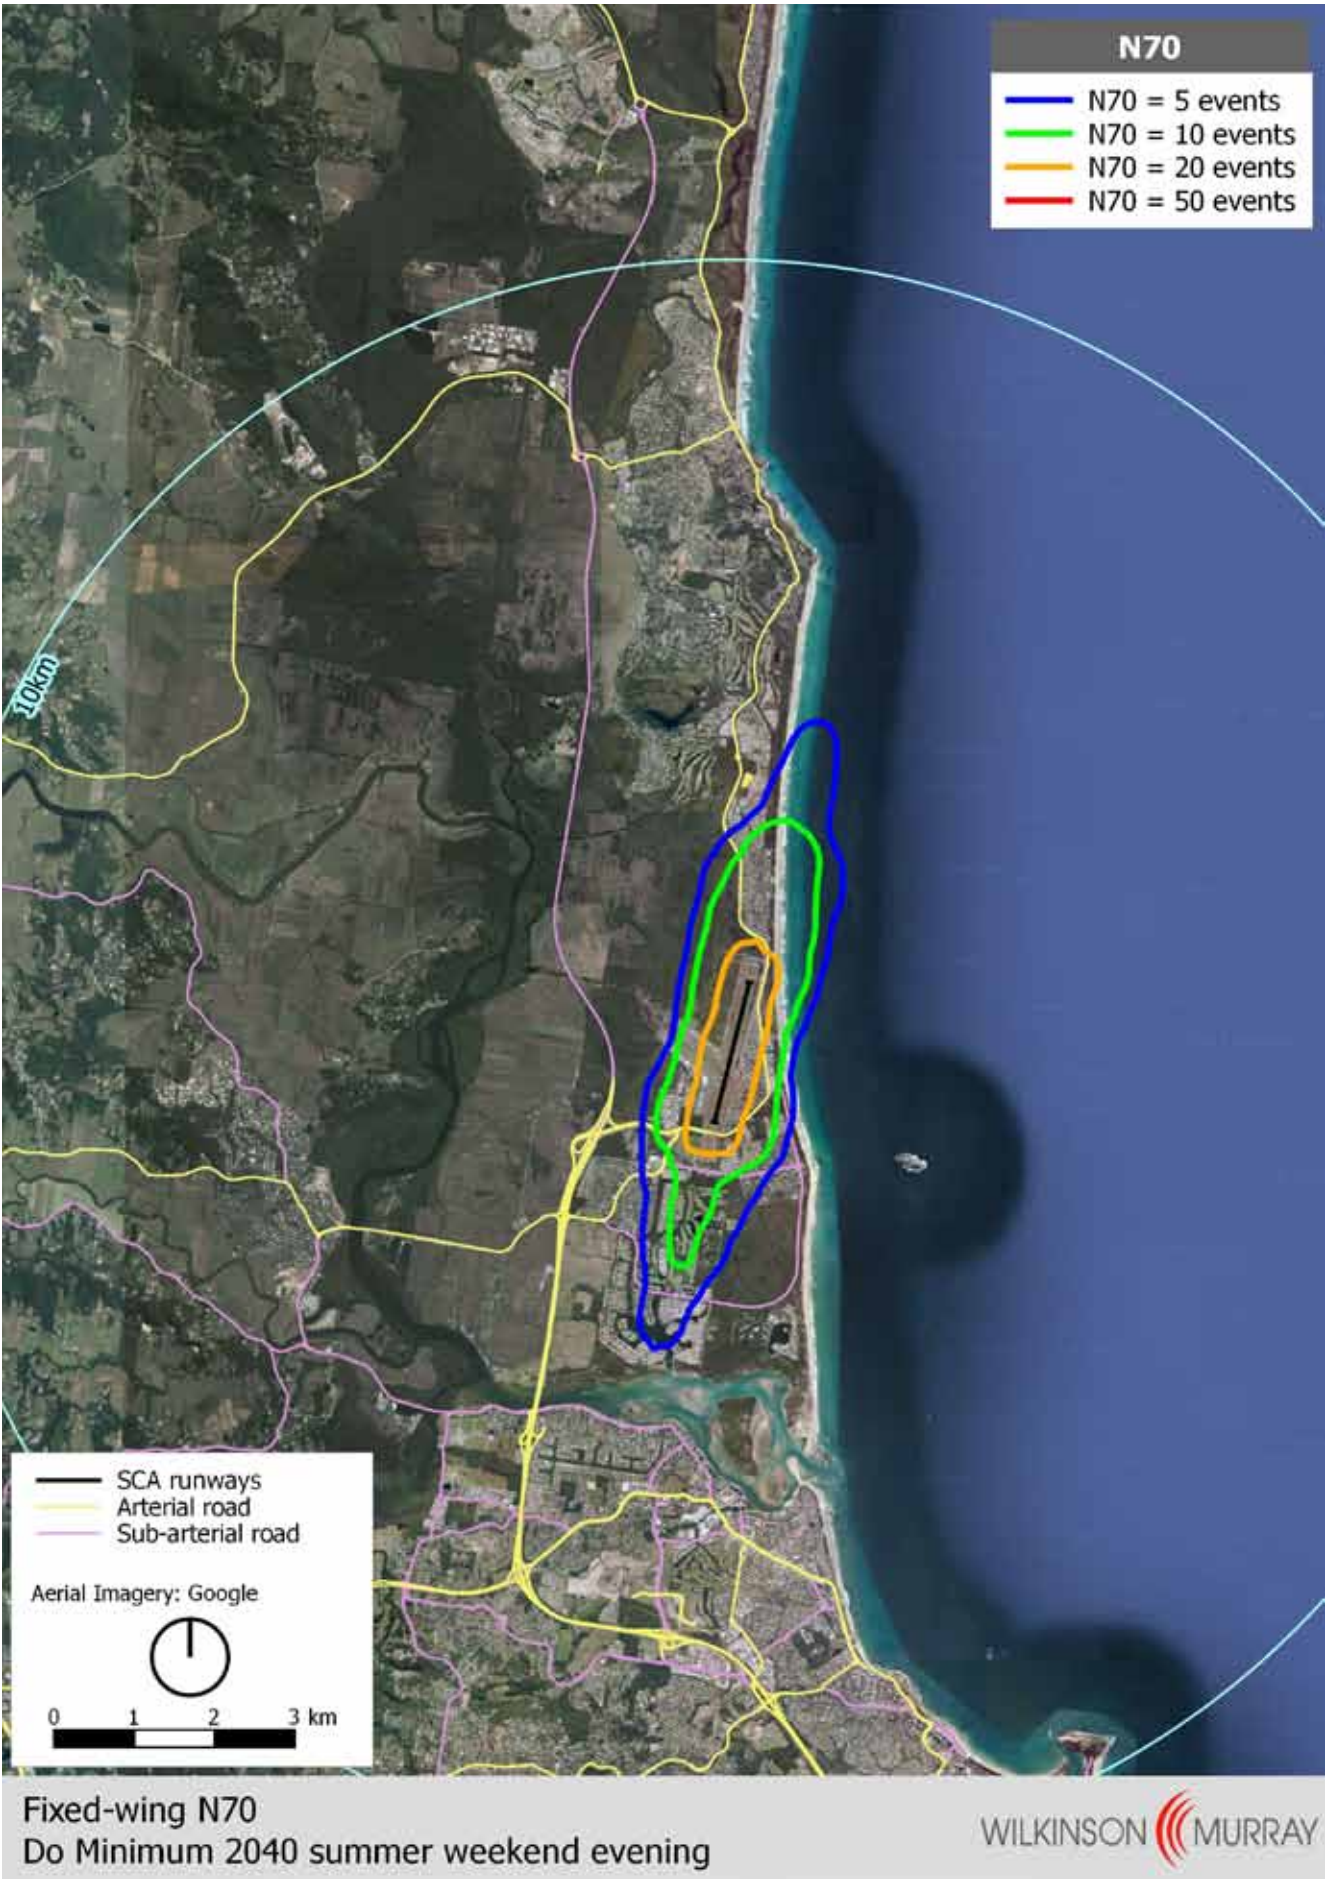 N70
N70 = 5 events
N70 = 10 events
N70 = 20 events
N70 = 50 events
10km
SCA runways
Arterial road
Sub-arterial road
Aerial Imagery: Google
0 1 2 3 km
Fixed-wing N70
Do Minimum 2040 summer weekend evening
WILKINSON MURRAY